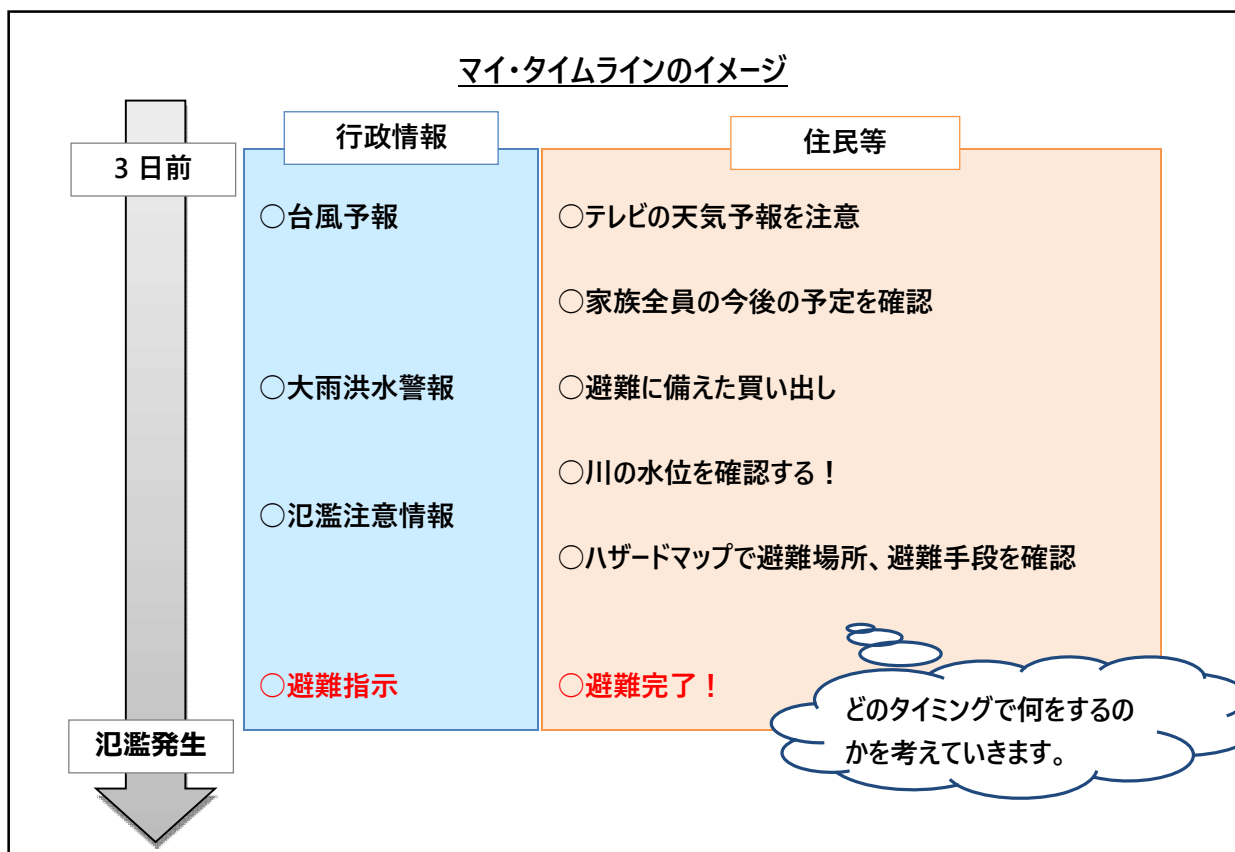 マイ・タイムラインのイメージ
行政情報
住民等
3 日前
○台風予報
○テレビの天気予報を注意
○家族全員の今後の予定を確認
○大雨洪水警報
○避難に備えた買い出し
○川の水位を確認する！
○氾濫注意情報
○ハザードマップで避難場所、避難手段を確認
○避難指示
○避難完了！
どのタイミングで何をするの
かを考えていきます。
氾濫発生